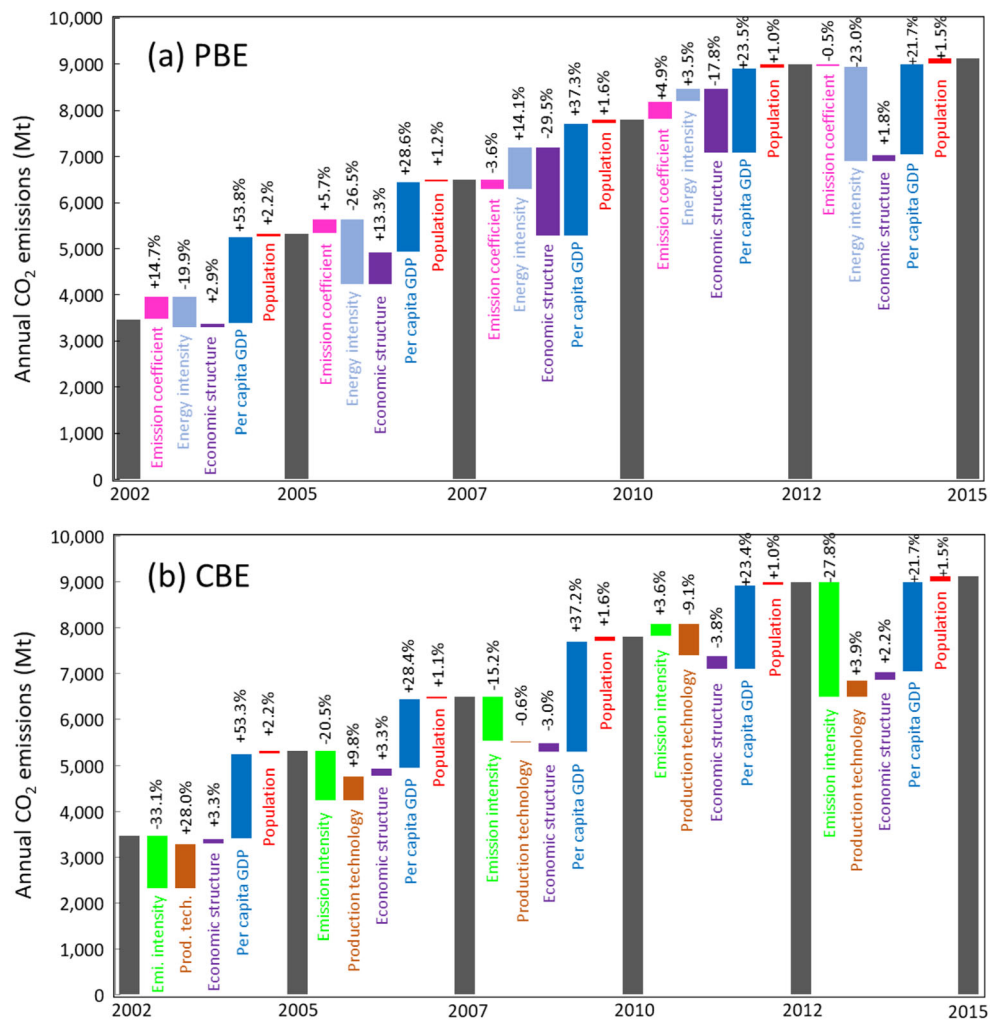 (a) PBE
Annual CO2 emissions (Mt)
10,000
9,000
8,000
7,000
6,000
5,000
4,000
3,000
2,000
1,000
0
+14.7%
-19.9%
+2.9%
+53.8%
+2.2%
+5.7%
-26.5%
+13.3%
+28.6%
+1.2%
-3.6%
+14.1%
-29.5%
+37.3%
+1.6%
+4.9%
+3.5%
-17.8%
+23.5%
+1.0%
-0.5%
-23.0%
+1.8%
+21.7%
+1.5%
Emission coefficient
Energy intensity
Economic structure
Per capita GDP
Population
Emission coefficient
Energy intensity
Economic structure
Per capita GDP
Population
Emission coefficient
Energy intensity
Economic structure
Per capita GDP
Population
Emission coefficient
Energy intensity
Economic structure
Per capita GDP
Population
Emission coefficient
Energy intensity
Economic structure
Per capita GDP
Population
2002
2005
2007
2010
2012
2015
(b) CBE
Annual CO2 emissions (Mt)
10,000
9,000
8,000
7,000
6,000
5,000
4,000
3,000
2,000
1,000
0
-33.1%
+28.0%
+3.3%
+53.3%
+2.2%
-20.5%
+9.8%
+3.3%
+28.4%
+1.1%
-15.2%
-0.6%
-3.0%
+37.2%
+1.6%
+3.6%
-9.1%
-3.8%
+23.4%
+1.0%
-27.8%
+3.9%
+2.2%
+21.7%
+1.5%
Emi. intensity
Prod. tech.
Economic structure
Per capita GDP
Population
Emission intensity
Production technology
Economic structure
Per capita GDP
Population
Emission intensity
Production technology
Economic structure
Per capita GDP
Population
Emission intensity
Production technology
Economic structure
Per capita GDP
Population
Emission intensity
Production technology
Economic structure
Per capita GDP
Population
2002
2005
2007
2010
2012
2015